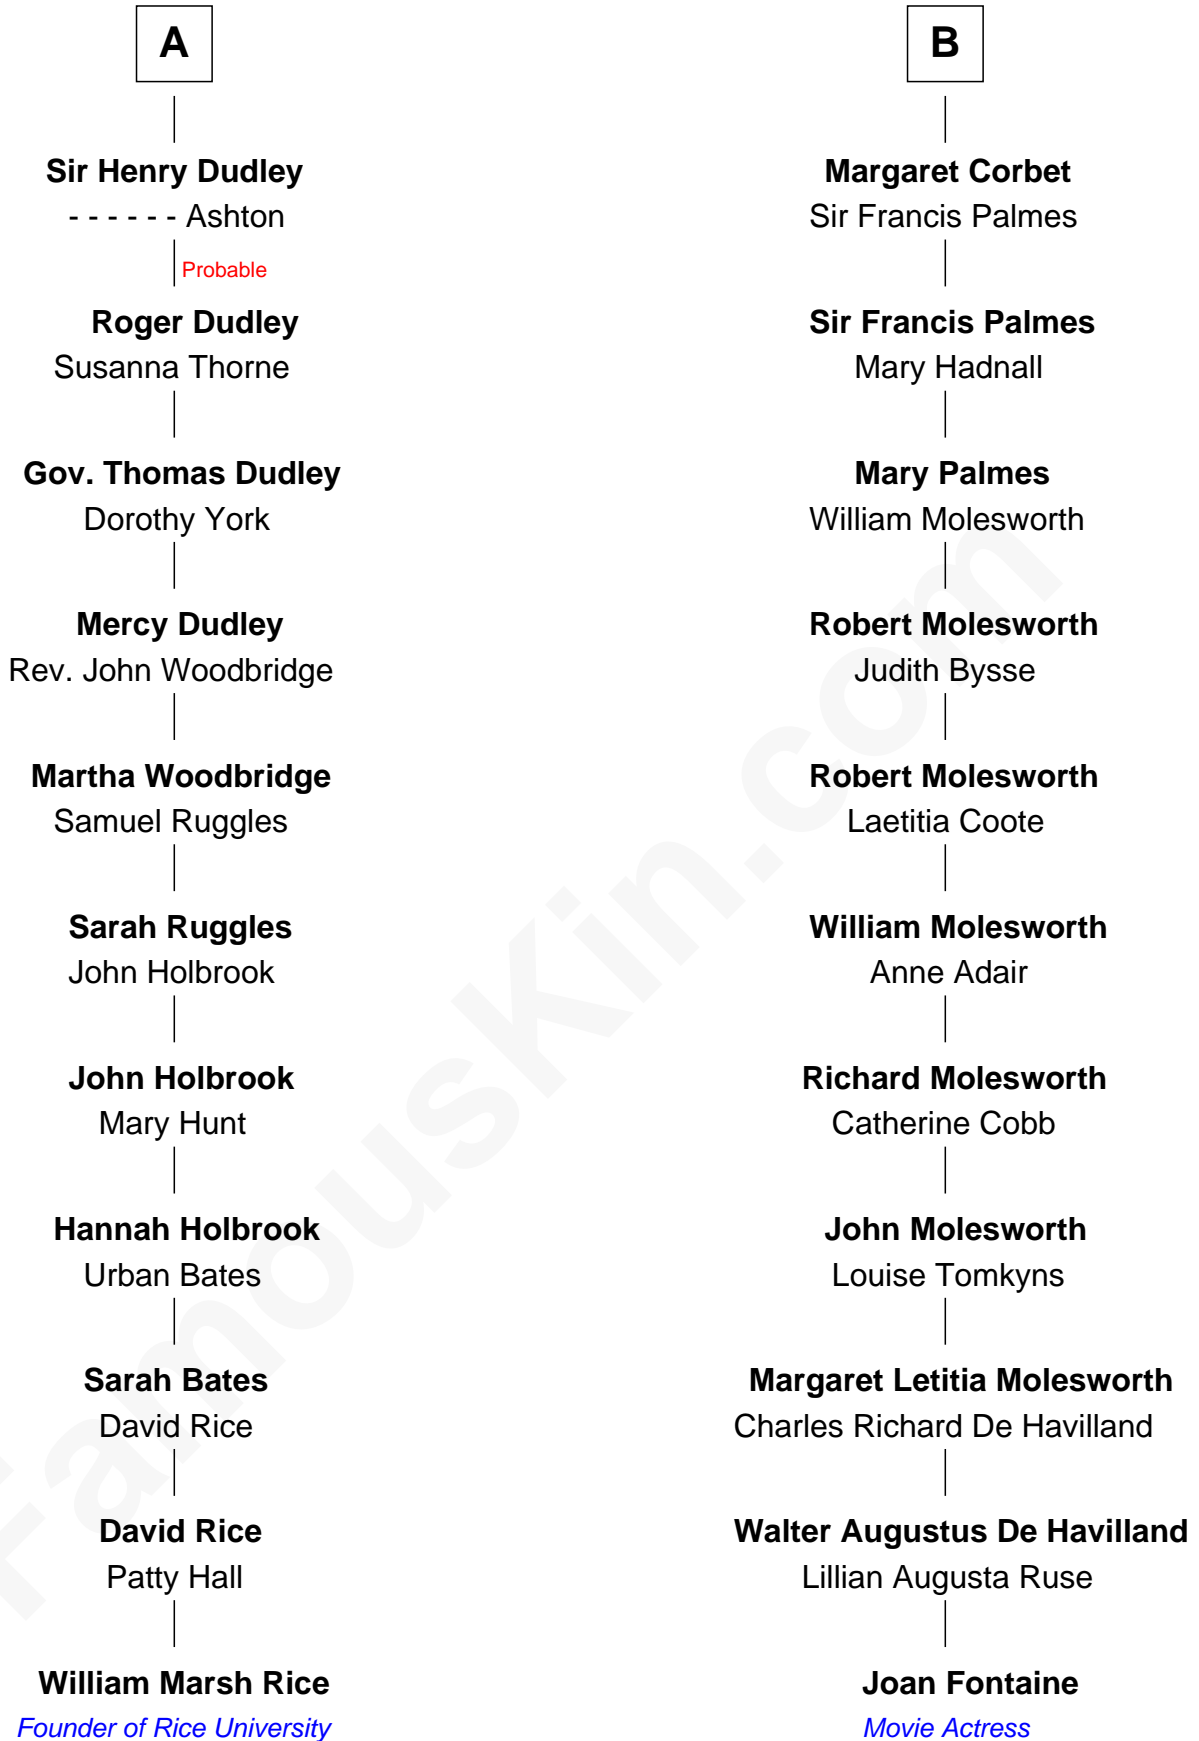 A
Sir Henry Dudley
- - - - - - Ashton
Probable
Roger Dudley
Susanna Thorne
Gov. Thomas Dudley
Dorothy York
Mercy Dudley
Rev. John Woodbridge
Martha Woodbridge
Samuel Ruggles
Sarah Ruggles
John Holbrook
John Holbrook
Mary Hunt
Hannah Holbrook
Urban Bates
Sarah Bates
David Rice
David Rice
Patty Hall
William Marsh Rice
Founder of Rice University
B
Margaret Corbet
Sir Francis Palmes
Sir Francis Palmes
Mary Hadnall
Mary Palmes
William Molesworth
Robert Molesworth
Judith Bysse
Robert Molesworth
Laetitia Coote
William Molesworth
Anne Adair
Richard Molesworth
Catherine Cobb
John Molesworth
Louise Tomkyns
Margaret Letitia Molesworth
Charles Richard De Havilland
Walter Augustus De Havilland
Lillian Augusta Ruse
Joan Fontaine
Movie Actress
FamousKin.com